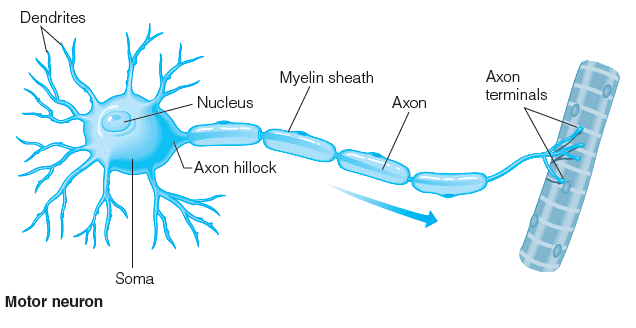 Dendrites
Myelin sheath
Axon
terminals
Nucleus
Axon
Axon hillock
Soma
Motor neuron